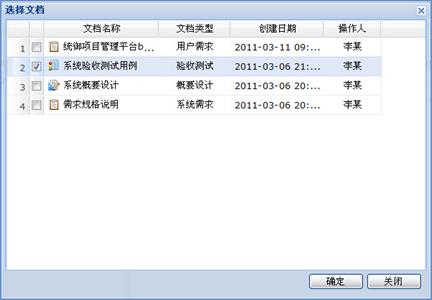 选择文档
文档名称 文档类型 创建日期 操作人
1 统御项目管理平台b... 用户需求 2011-03-11 09:... 李某
2 系统验收测试用例 验收测试 2011-03-06 21:... 李某
3 系统概要设计 概要设计 2011-03-06 20:... 李某
4 需求规格说明 系统需求 2011-03-06 20:... 李某
确定 关闭